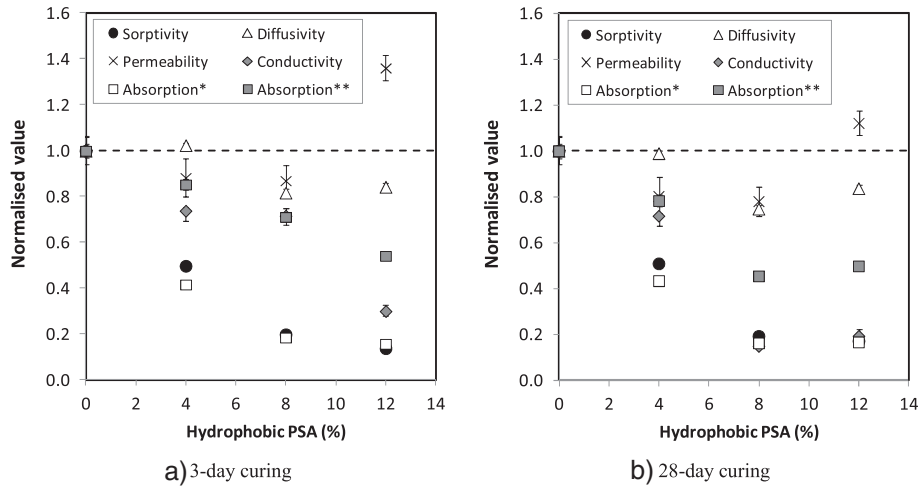 1.6
1.4
1.2
1.0
0.8
0.6
0.4
0.2
0.0
Normalised value
Sorptivity Diffusivity
Permeability Conductivity
Absorption* Absorption**
0 2 4 6 8 10 12 14
Hydrophobic PSA (%)
a) 3-day curing
1.6
1.4
1.2
1.0
0.8
0.6
0.4
0.2
0.0
Normalised value
Sorptivity Diffusivity
Permeability Conductivity
Absorption* Absorption**
0 2 4 6 8 10 12 14
Hydrophobic PSA (%)
b) 28-day curing